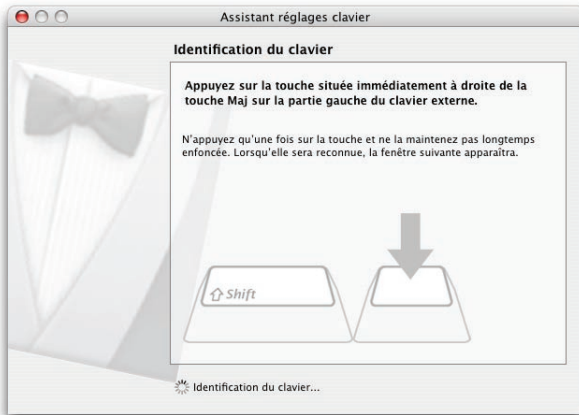 Assistant réglages clavier
Identification du clavier
Appuyez sur la touche située immédiatement à droite de la
touche Maj sur la partie gauche du clavier externe.
N'appuyez qu'une fois sur la touche et ne la maintenez pas longtemps
enfoncée. Lorsqu'elle sera reconnue, la fenêtre suivante apparaîtra.
Shift
Identification du clavier...